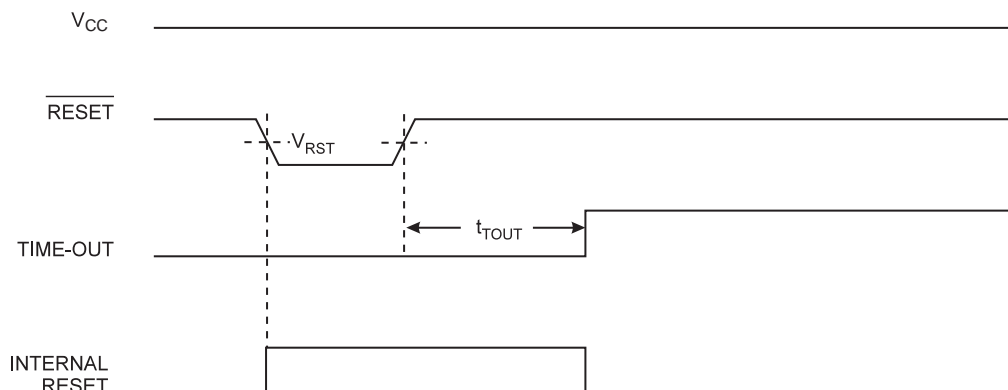 VCC
RESET
VRST
tTOUT
TIME-OUT
INTERNAL
RESET